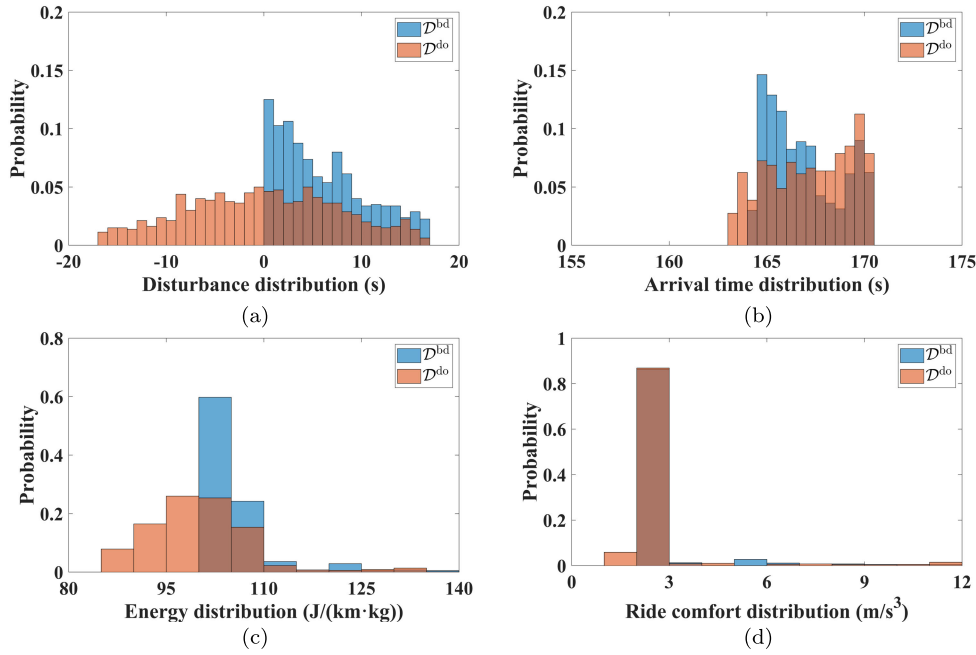 0.2
0.15
0.1
0.05
0
Probability
-20 -10 0 10 20
Disturbance distribution (s)
𝒟^bd
𝒟^do
(a)
0.2
0.15
0.1
0.05
0
Probability
155 160 165 170 175
Arrival time distribution (s)
𝒟^bd
𝒟^do
(b)
0.8
0.6
0.4
0.2
0
Probability
80 95 110 125 140
Energy distribution (J/(km·kg))
𝒟^bd
𝒟^do
(c)
1
0.8
0.6
0.4
0.2
0
Probability
0 3 6 9 12
Ride comfort distribution (m/s³)
𝒟^bd
𝒟^do
(d)